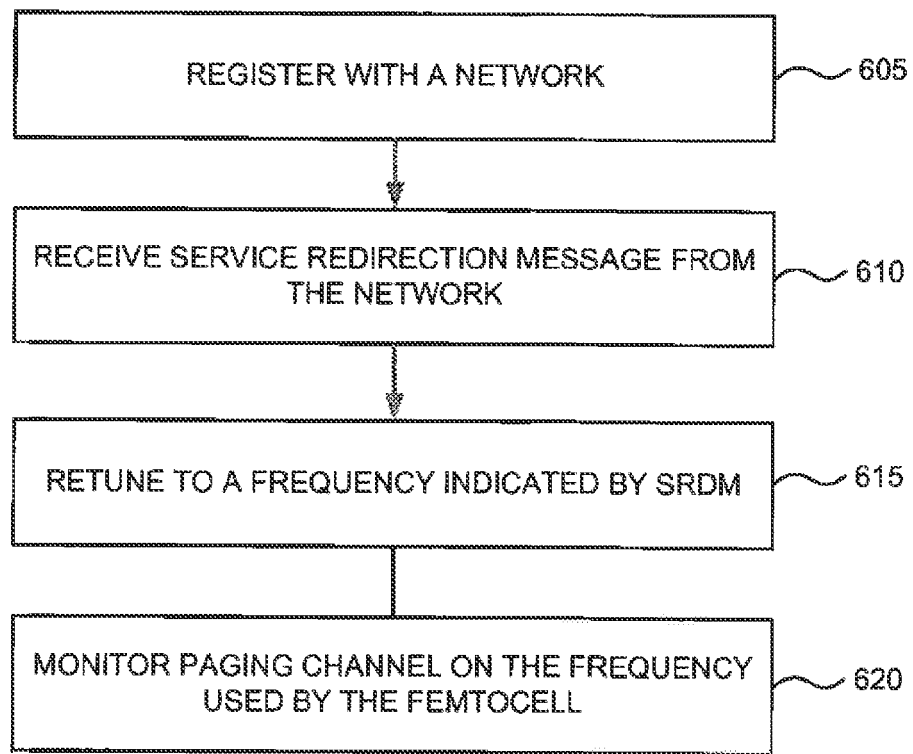 REGISTER WITH A NETWORK
605
RECEIVE SERVICE REDIRECTION MESSAGE FROM
THE NETWORK
610
RETUNE TO A FREQUENCY INDICATED BY SRDM
615
MONITOR PAGING CHANNEL ON THE FREQUENCY
USED BY THE FEMTOCELL
620